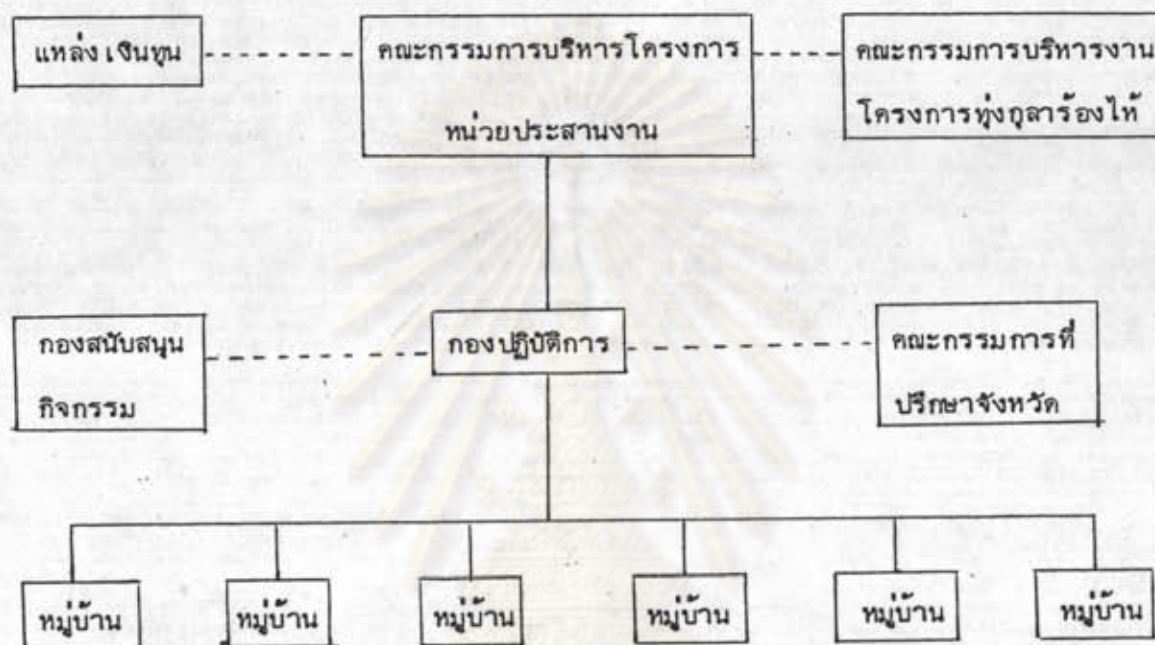 แหล่งเงินทุน
คณะกรรมการบริหารโครงการ
หน่วยประสานงาน
คณะกรรมการบริหารงาน
โครงการทุ่งกุลาร้องไห้
กองสนับสนุน
กิจกรรม
กองปฏิบัติการ
คณะกรรมการที่
ปรึกษาจังหวัด
หมู่บ้าน
หมู่บ้าน
หมู่บ้าน
หมู่บ้าน
หมู่บ้าน
หมู่บ้าน